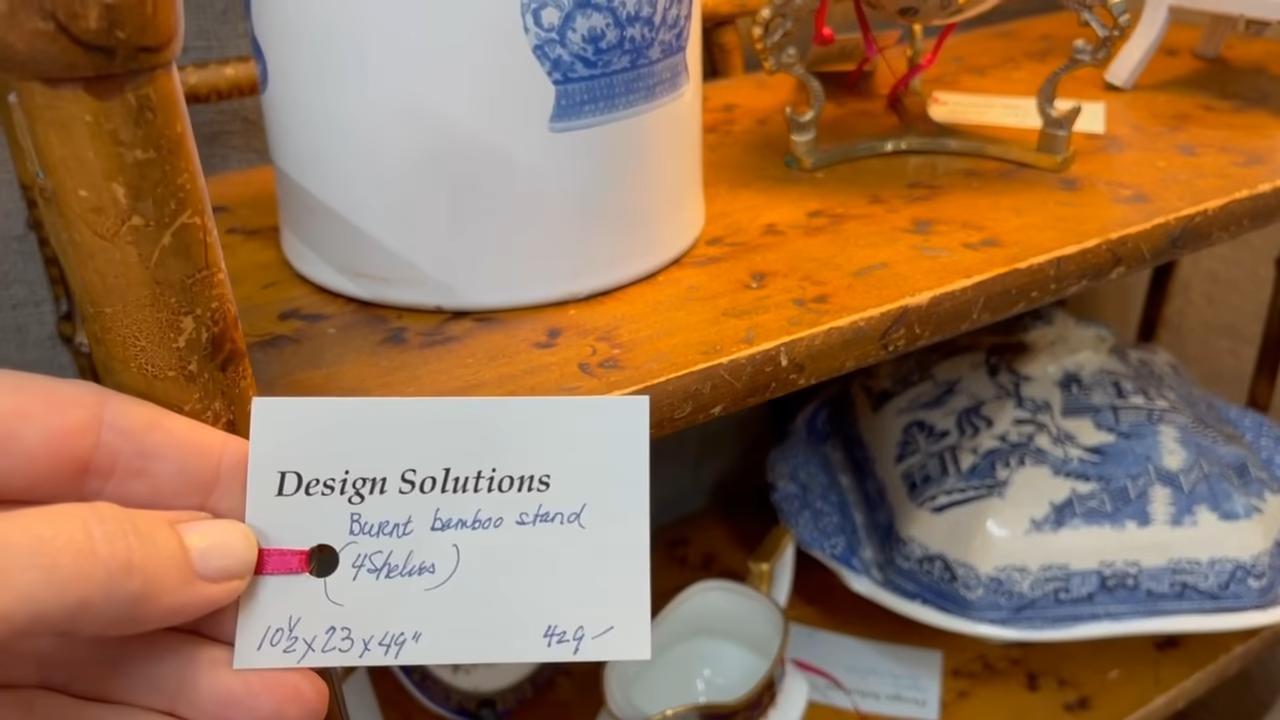 Design Solutions
Burnt bamboo stand
(4 Shelves)
10½ x 23 x 49" 429-